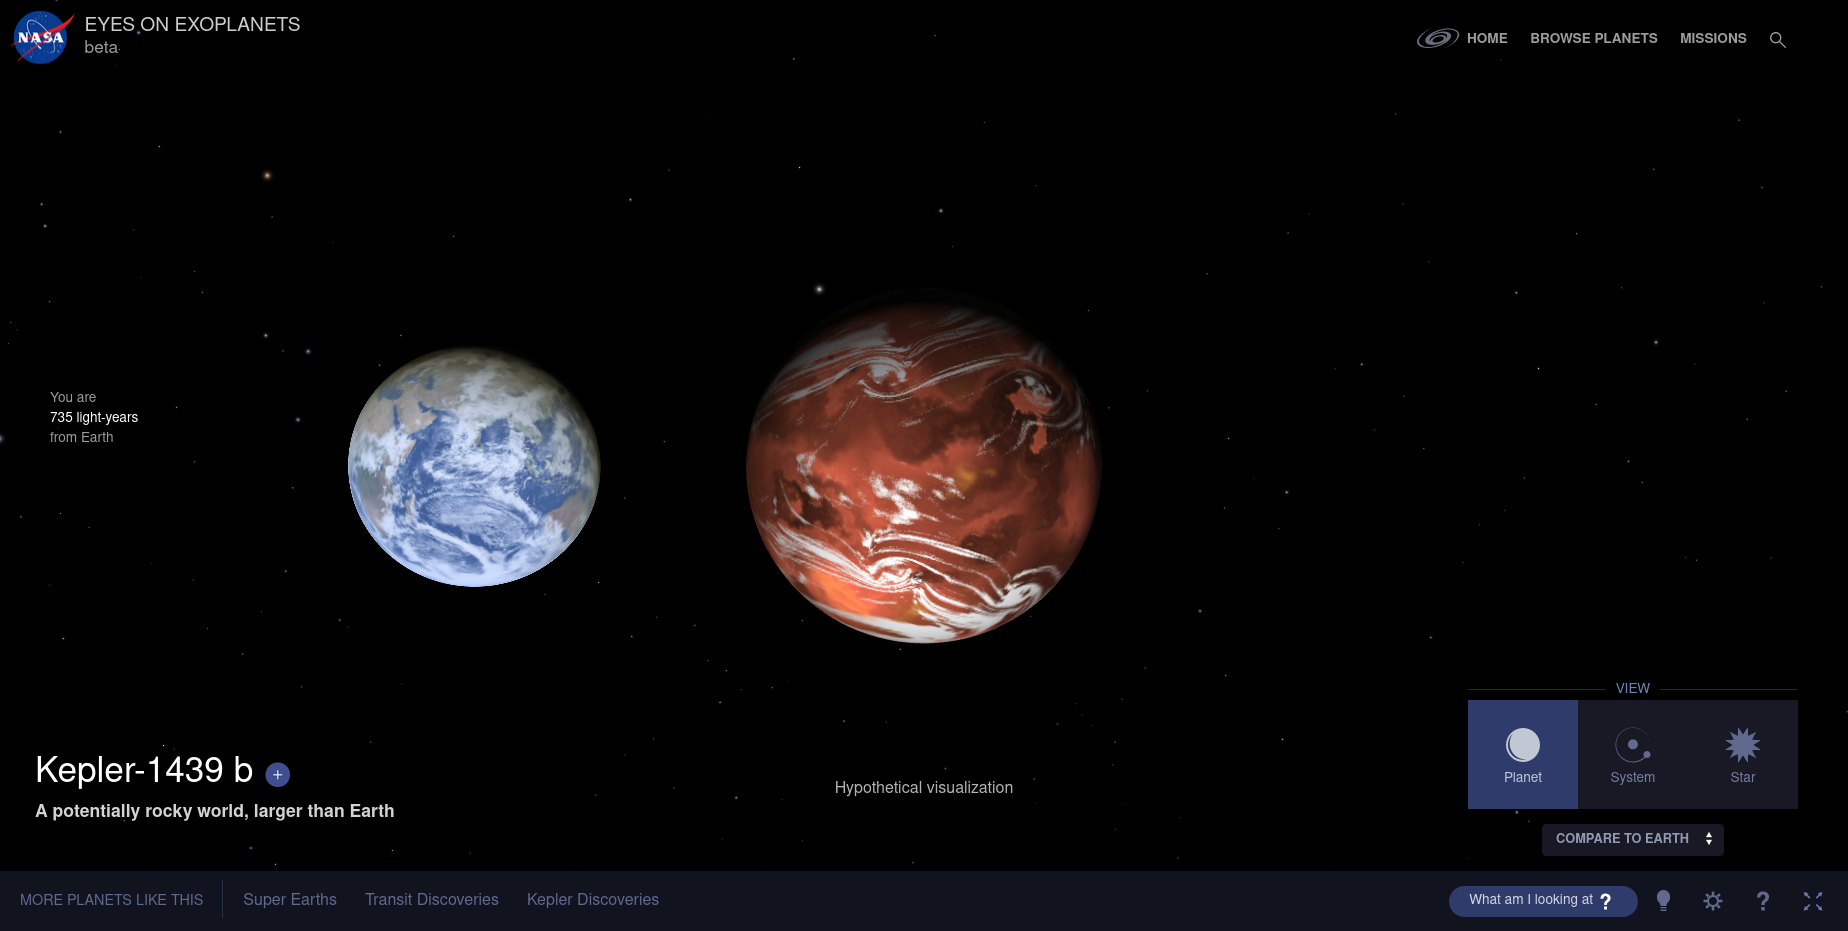 NASA
EYES ON EXOPLANETS
beta
HOME
BROWSE PLANETS
MISSIONS
You are
735 light-years
from Earth
Kepler-1439 b +
A potentially rocky world, larger than Earth
Hypothetical visualization
VIEW
Planet
System
Star
COMPARE TO EARTH
MORE PLANETS LIKE THIS
Super Earths
Transit Discoveries
Kepler Discoveries
What am I looking at ?
?